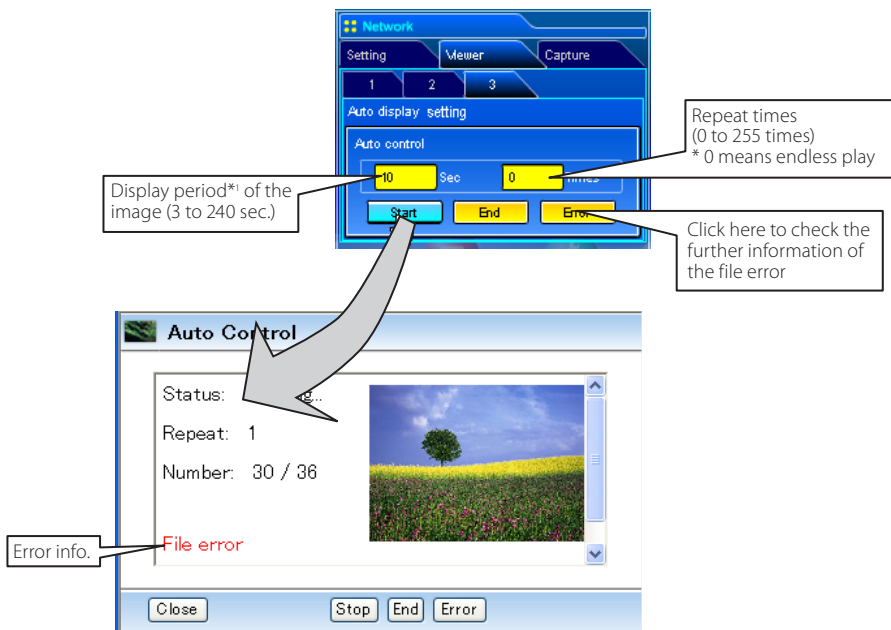 Network
Setting Viewer Capture
1 2 3
Auto display setting
Auto control
10 Sec 0
Start End Error
Repeat times
(0 to 255 times)
* 0 means endless play
Display period*¹ of the
image (3 to 240 sec.)
Click here to check the
further information of
the file error
Auto Control
Status:
Repeat: 1
Number: 30 / 36
File error
Error info.
Close Stop End Error